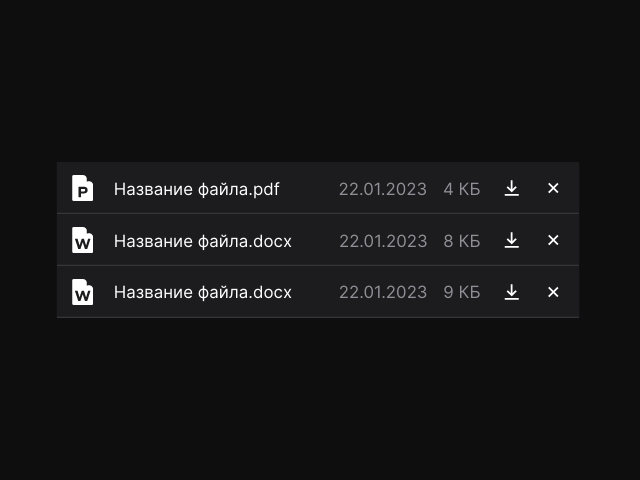 P Название файла.pdf 22.01.2023 4 КБ
W Название файла.docx 22.01.2023 8 КБ
W Название файла.docx 22.01.2023 9 КБ